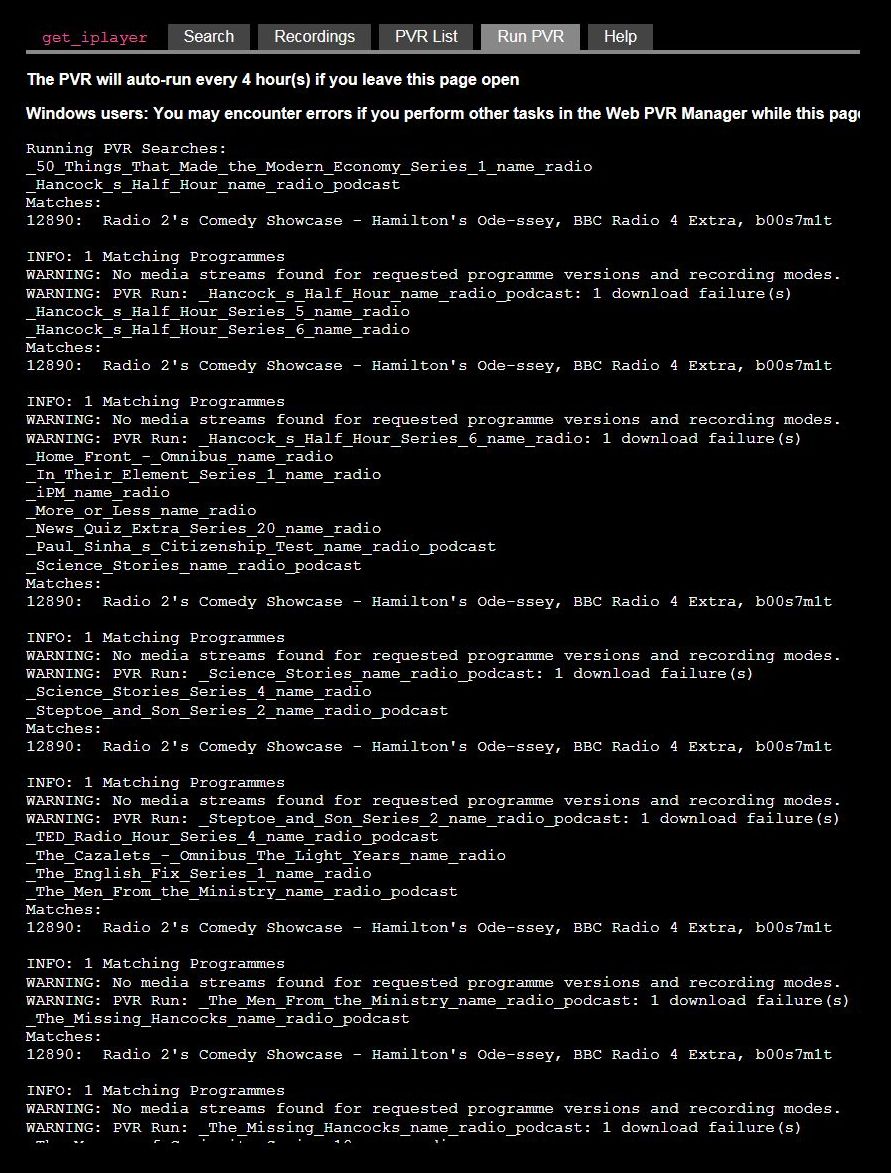 get_iplayer Search Recordings PVR List Run PVR Help
The PVR will auto-run every 4 hour(s) if you leave this page open
Windows users: You may encounter errors if you perform other tasks in the Web PVR Manager while this page
Running PVR Searches:
_50_Things_That_Made_the_Modern_Economy_Series_1_name_radio
_Hancock_s_Half_Hour_name_radio_podcast
Matches:
12890: Radio 2's Comedy Showcase - Hamilton's Ode-ssey, BBC Radio 4 Extra, b00s7m1t
INFO: 1 Matching Programmes
WARNING: No media streams found for requested programme versions and recording modes.
WARNING: PVR Run: _Hancock_s_Half_Hour_name_radio_podcast: 1 download failure(s)
_Hancock_s_Half_Hour_Series_5_name_radio
_Hancock_s_Half_Hour_Series_6_name_radio
Matches:
12890: Radio 2's Comedy Showcase - Hamilton's Ode-ssey, BBC Radio 4 Extra, b00s7m1t
INFO: 1 Matching Programmes
WARNING: No media streams found for requested programme versions and recording modes.
WARNING: PVR Run: _Hancock_s_Half_Hour_Series_6_name_radio: 1 download failure(s)
_Home_Front_-_Omnibus_name_radio
_In_Their_Element_Series_1_name_radio
_iPM_name_radio
_More_or_Less_name_radio
_News_Quiz_Extra_Series_20_name_radio
_Paul_Sinha_s_Citizenship_Test_name_radio_podcast
_Science_Stories_name_radio_podcast
Matches:
12890: Radio 2's Comedy Showcase - Hamilton's Ode-ssey, BBC Radio 4 Extra, b00s7m1t
INFO: 1 Matching Programmes
WARNING: No media streams found for requested programme versions and recording modes.
WARNING: PVR Run: _Science_Stories_name_radio_podcast: 1 download failure(s)
_Science_Stories_Series_4_name_radio
_Steptoe_and_Son_Series_2_name_radio_podcast
Matches:
12890: Radio 2's Comedy Showcase - Hamilton's Ode-ssey, BBC Radio 4 Extra, b00s7m1t
INFO: 1 Matching Programmes
WARNING: No media streams found for requested programme versions and recording modes.
WARNING: PVR Run: _Steptoe_and_Son_Series_2_name_radio_podcast: 1 download failure(s)
_TED_Radio_Hour_Series_4_name_radio_podcast
_The_Cazalets_-_Omnibus_The_Light_Years_name_radio
_The_English_Fix_Series_1_name_radio
_The_Men_From_the_Ministry_name_radio_podcast
Matches:
12890: Radio 2's Comedy Showcase - Hamilton's Ode-ssey, BBC Radio 4 Extra, b00s7m1t
INFO: 1 Matching Programmes
WARNING: No media streams found for requested programme versions and recording modes.
WARNING: PVR Run: _The_Men_From_the_Ministry_name_radio_podcast: 1 download failure(s)
_The_Missing_Hancocks_name_radio_podcast
Matches:
12890: Radio 2's Comedy Showcase - Hamilton's Ode-ssey, BBC Radio 4 Extra, b00s7m1t
INFO: 1 Matching Programmes
WARNING: No media streams found for requested programme versions and recording modes.
WARNING: PVR Run: _The_Missing_Hancocks_name_radio_podcast: 1 download failure(s)